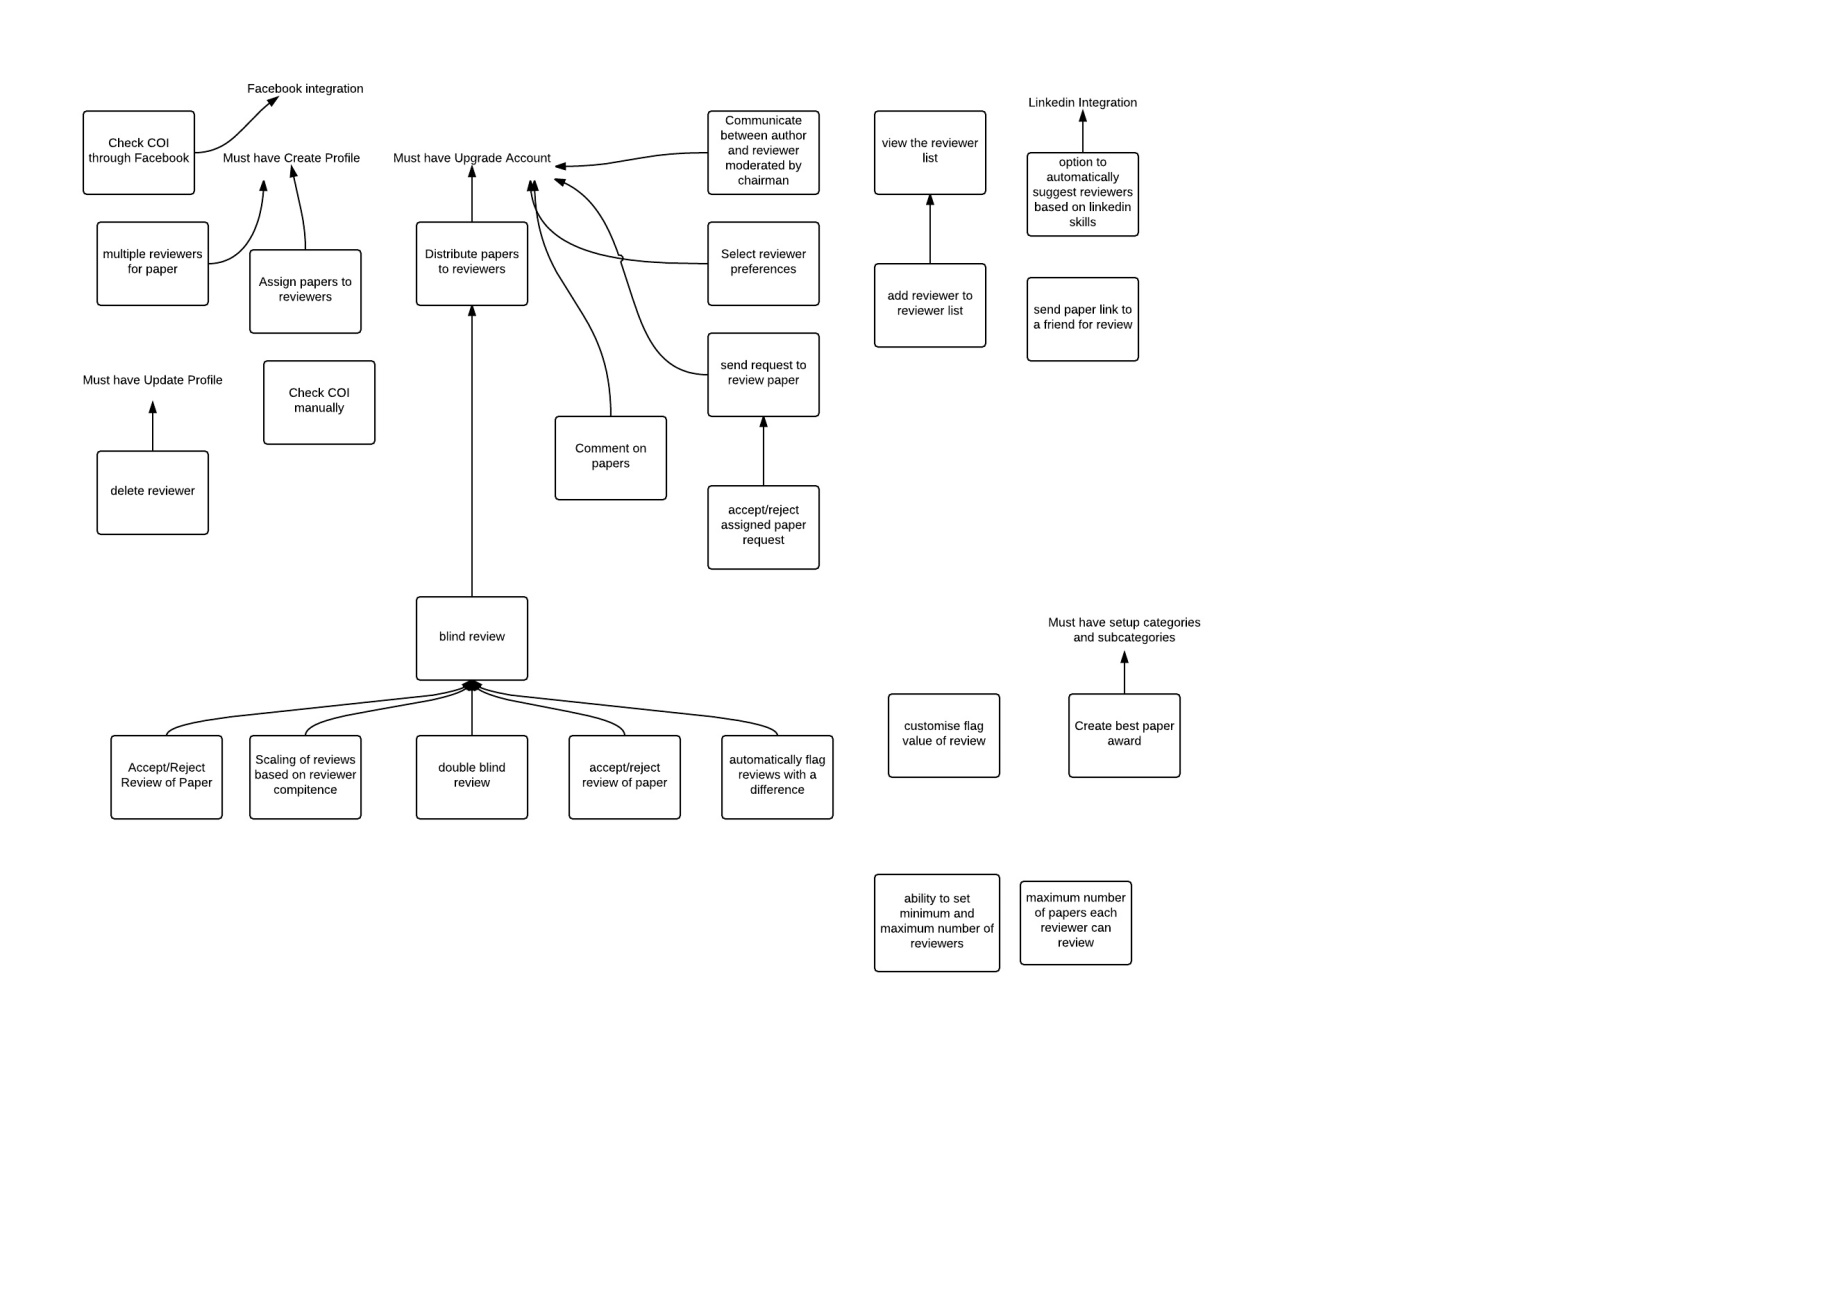 Facebook integration
Check COI
through Facebook
Must have Create Profile
Must have Upgrade Account
Communicate
between author
and reviewer
moderated by
chairman
view the reviewer
list
Linkedin Integration
option to
automatically
suggest reviewers
based on linkedin
skills
multiple reviewers
for paper
Assign papers to
reviewers
Distribute papers
to reviewers
Select reviewer
preferences
add reviewer to
reviewer list
send paper link to
a friend for review
Must have Update Profile
Check COI
manually
send request to
review paper
delete reviewer
Comment on
papers
accept/reject
assigned paper
request
blind review
Must have setup categories
and subcategories
Accept/Reject
Review of Paper
Scaling of reviews
based on reviewer
compitence
double blind
review
accept/reject
review of paper
automatically flag
reviews with a
difference
customise flag
value of review
Create best paper
award
ability to set
minimum and
maximum number of
reviewers
maximum number
of papers each
reviewer can
review